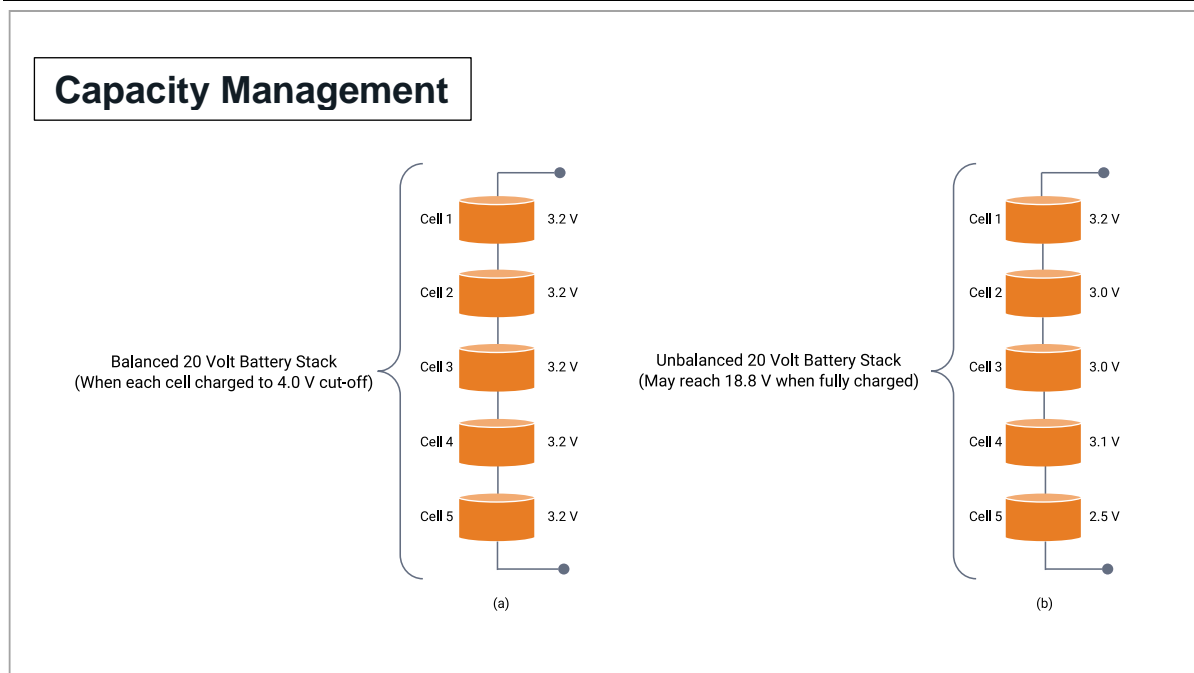 Capacity Management
Balanced 20 Volt Battery Stack
(When each cell charged to 4.0 V cut-off)
Cell 1 3.2 V
Cell 2 3.2 V
Cell 3 3.2 V
Cell 4 3.2 V
Cell 5 3.2 V
(a)
Unbalanced 20 Volt Battery Stack
(May reach 18.8 V when fully charged)
Cell 1 3.2 V
Cell 2 3.0 V
Cell 3 3.0 V
Cell 4 3.1 V
Cell 5 2.5 V
(b)